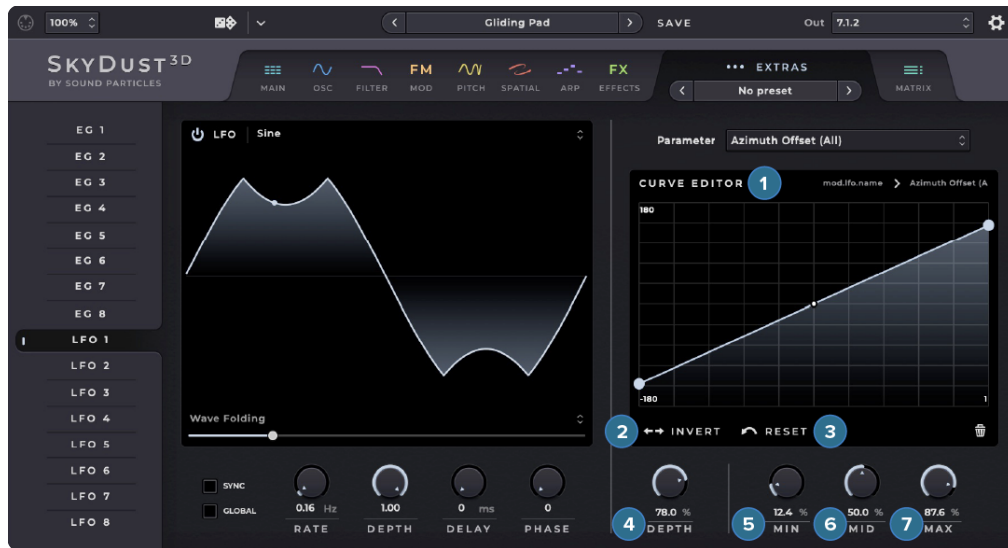 100%
Gliding Pad
SAVE
Out 7.1.2
SKYDUST 3D
BY SOUND PARTICLES
MAIN
OSC
FILTER
FM
MOD
PITCH
SPATIAL
ARP
FX
EFFECTS
EXTRAS
No preset
MATRIX
EG 1
EG 2
EG 3
EG 4
EG 5
EG 6
EG 7
EG 8
LFO 1
LFO 2
LFO 3
LFO 4
LFO 5
LFO 6
LFO 7
LFO 8
LFO Sine
Wave Folding
SYNC
GLOBAL
0.16 Hz
RATE
1.00
DEPTH
0 ms
DELAY
0
PHASE
Parameter Azimuth Offset (All)
CURVE EDITOR 1 mod.lfo.name > Azimuth Offset (A
180
-180 1
2 INVERT RESET 3
78.0 %
4 DEPTH
12.4 %
5 MIN
50.0 %
6 MID
87.6 %
7 MAX